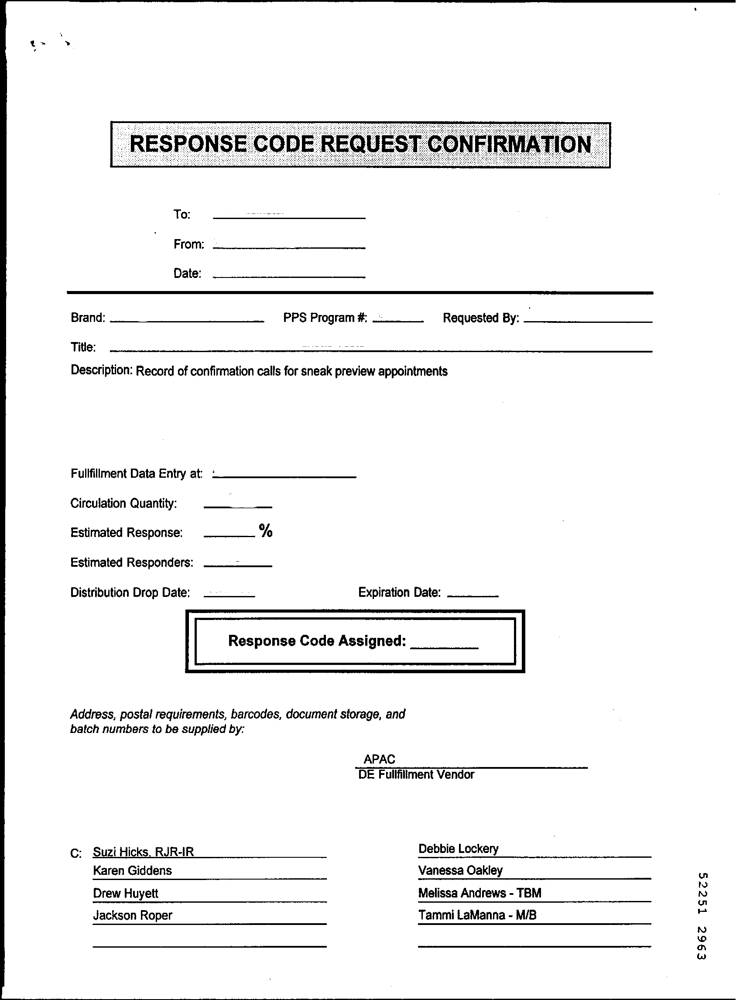 RESPONSE CODE REQUEST CONFIRMATION
To:
From:
Date:
Brand: PPS Program #: Requested By:
Title:
Description: Record of confirmation calls for sneak preview appointments
Fullfillment Data Entry at:
Circulation Quantity:
Estimated Response: %
Estimated Responders:
Distribution Drop Date: Expiration Date:
Response Code Assigned:
Address, postal requirements, barcodes, document storage, and
batch numbers to be supplied by:
APAC
DE Fullfillment Vendor
C: Suzi Hicks, RJR-IR Debbie Lockery
Karen Giddens Vanessa Oakley
Drew Huyett Melissa Andrews - TBM
Jackson Roper Tammi LaManna - M/B
52251 2963